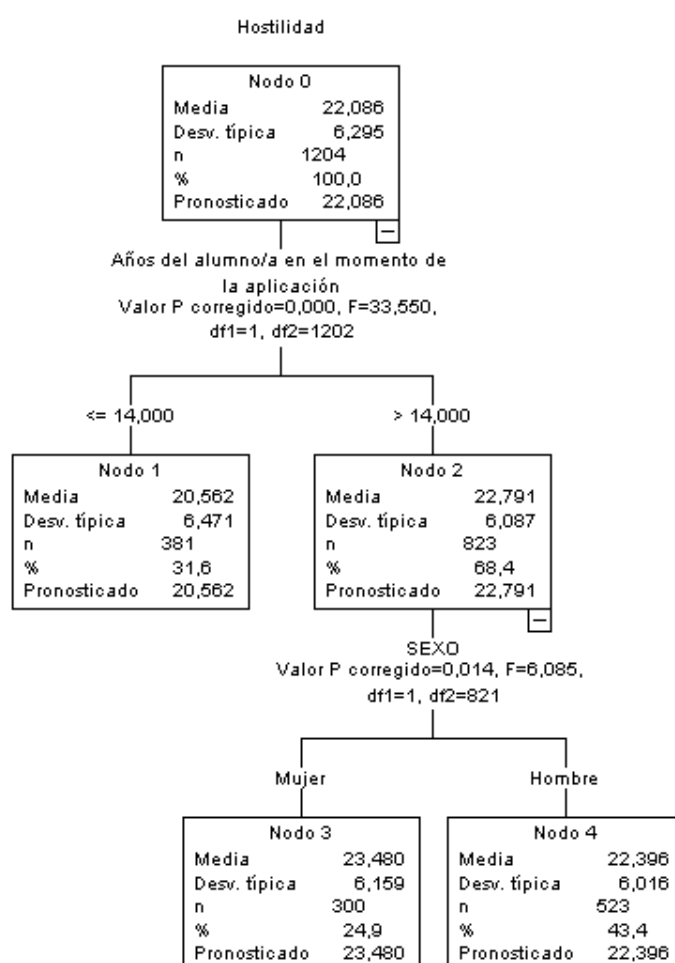 Hostilidad
Nodo 0
Media 22,086
Desv. típica 6,295
n 1204
% 100,0
Pronosticado 22,086
Años del alumno/a en el momento de
la aplicación
Valor P corregido=0,000, F=33,550,
df1=1, df2=1202
<= 14,000
> 14,000
Nodo 1
Media 20,562
Desv. típica 6,471
n 381
% 31,6
Pronosticado 20,562
Nodo 2
Media 22,791
Desv. típica 6,087
n 823
% 68,4
Pronosticado 22,791
SEXO
Valor P corregido=0,014, F=6,085,
df1=1, df2=821
Mujer
Hombre
Nodo 3
Media 23,480
Desv. típica 6,159
n 300
% 24,9
Pronosticado 23,480
Nodo 4
Media 22,396
Desv. típica 6,016
n 523
% 43,4
Pronosticado 22,396